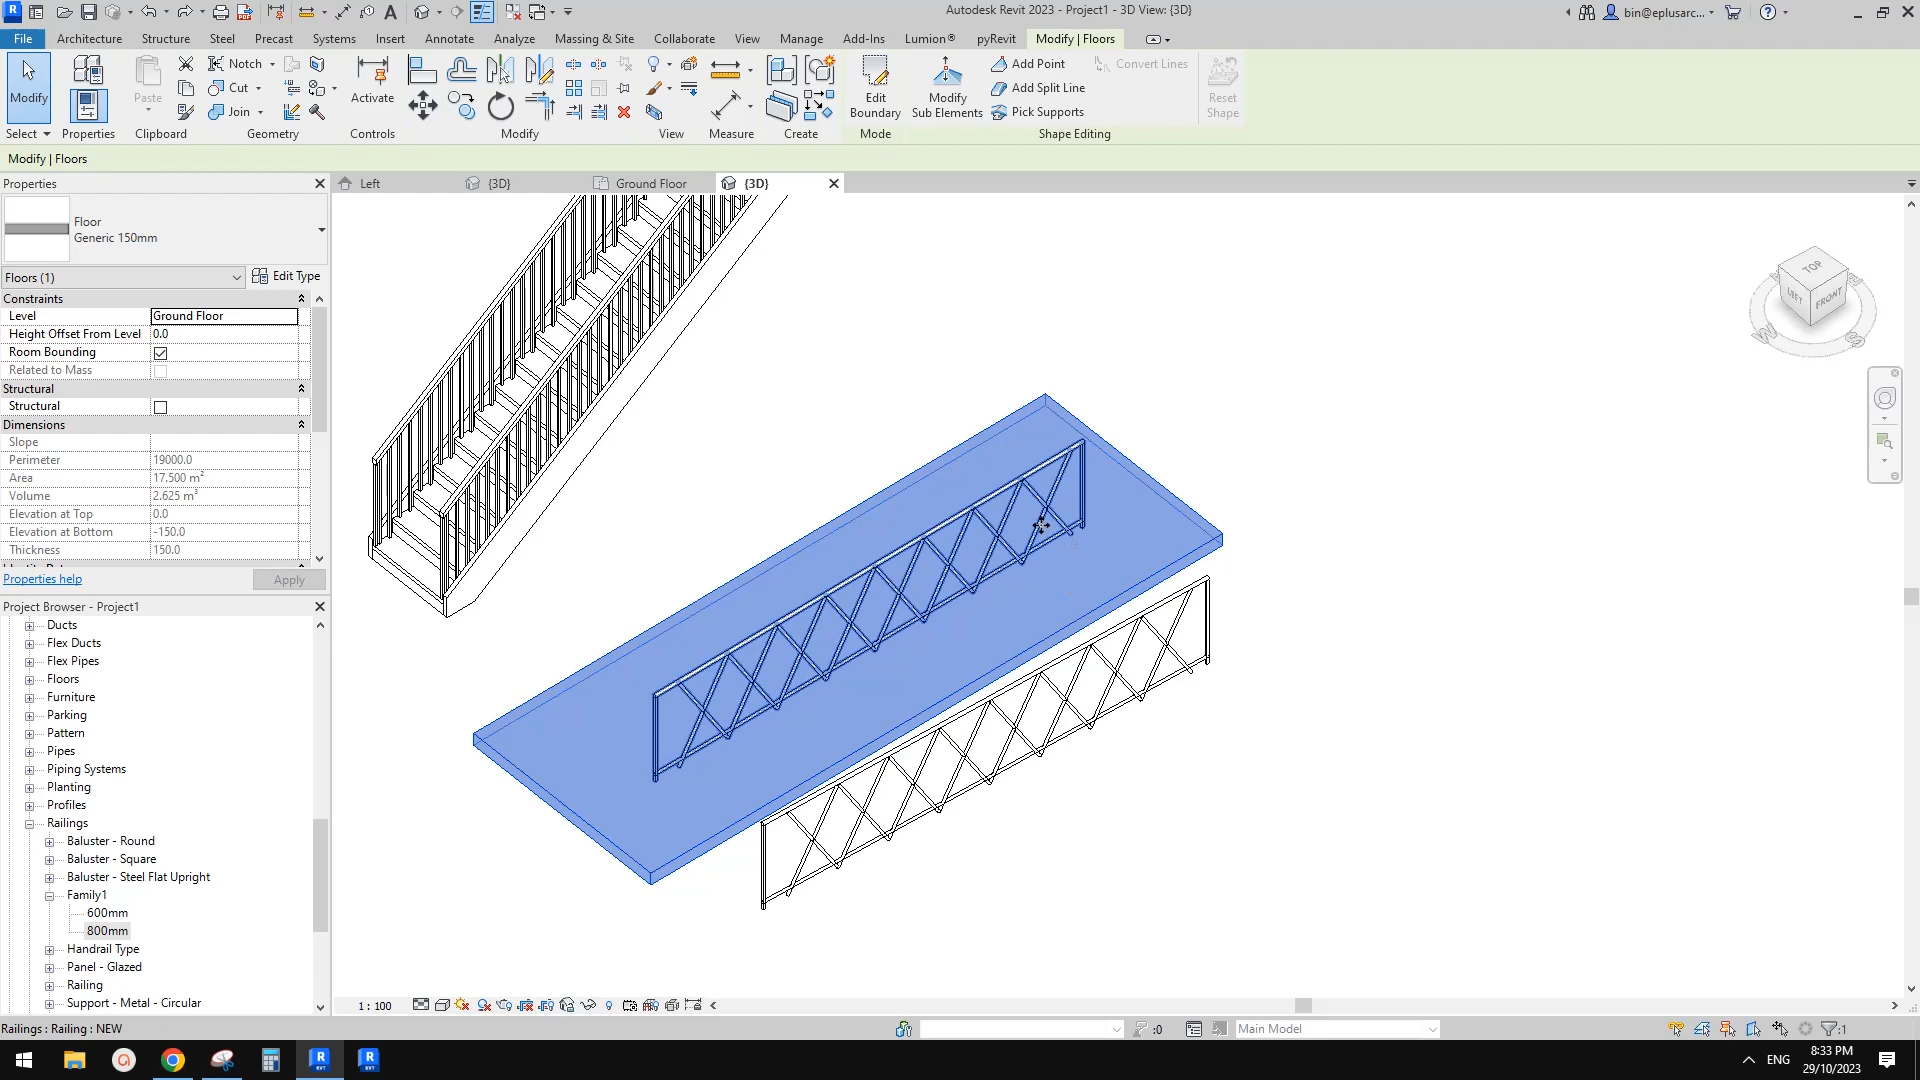 Autodesk Revit 2023 - Project1 - 3D View: {3D}
bin@eplusarc...
File
Architecture
Structure
Steel
Precast
Systems
Insert
Annotate
Analyze
Massing & Site
Collaborate
View
Manage
Add-Ins
Lumion®
pyRevit
Modify | Floors
Modify
Paste
Notch
Cut
Join
Activate
Edit
Boundary
Modify
Sub Elements
Add Point
Convert Lines
Add Split Line
Pick Supports
Reset
Shape
Select
Properties
Clipboard
Geometry
Controls
Modify
View
Measure
Create
Mode
Shape Editing
Modify | Floors
Properties
Left
{3D}
Ground Floor
{3D}
Floor
Generic 150mm
Floors (1)
Edit Type
Constraints
Level
Ground Floor
Height Offset From Level
0.0
Room Bounding
Related to Mass
Structural
Structural
Dimensions
Slope
Perimeter
19000.0
Area
17.500 m²
Volume
2.625 m³
Elevation at Top
0.0
Elevation at Bottom
-150.0
Thickness
150.0
Properties help
Apply
Project Browser - Project1
Ducts
Flex Ducts
Flex Pipes
Floors
Furniture
Parking
Pattern
Pipes
Piping Systems
Planting
Profiles
Railings
Baluster - Round
Baluster - Square
Baluster - Steel Flat Upright
Family1
600mm
800mm
Handrail Type
Panel - Glazed
Railing
Support - Metal - Circular
TOP
LEFT
FRONT
W
S
1 : 100
Railings : Railing : NEW
:0
Main Model
:1
ENG
8:33 PM
29/10/2023